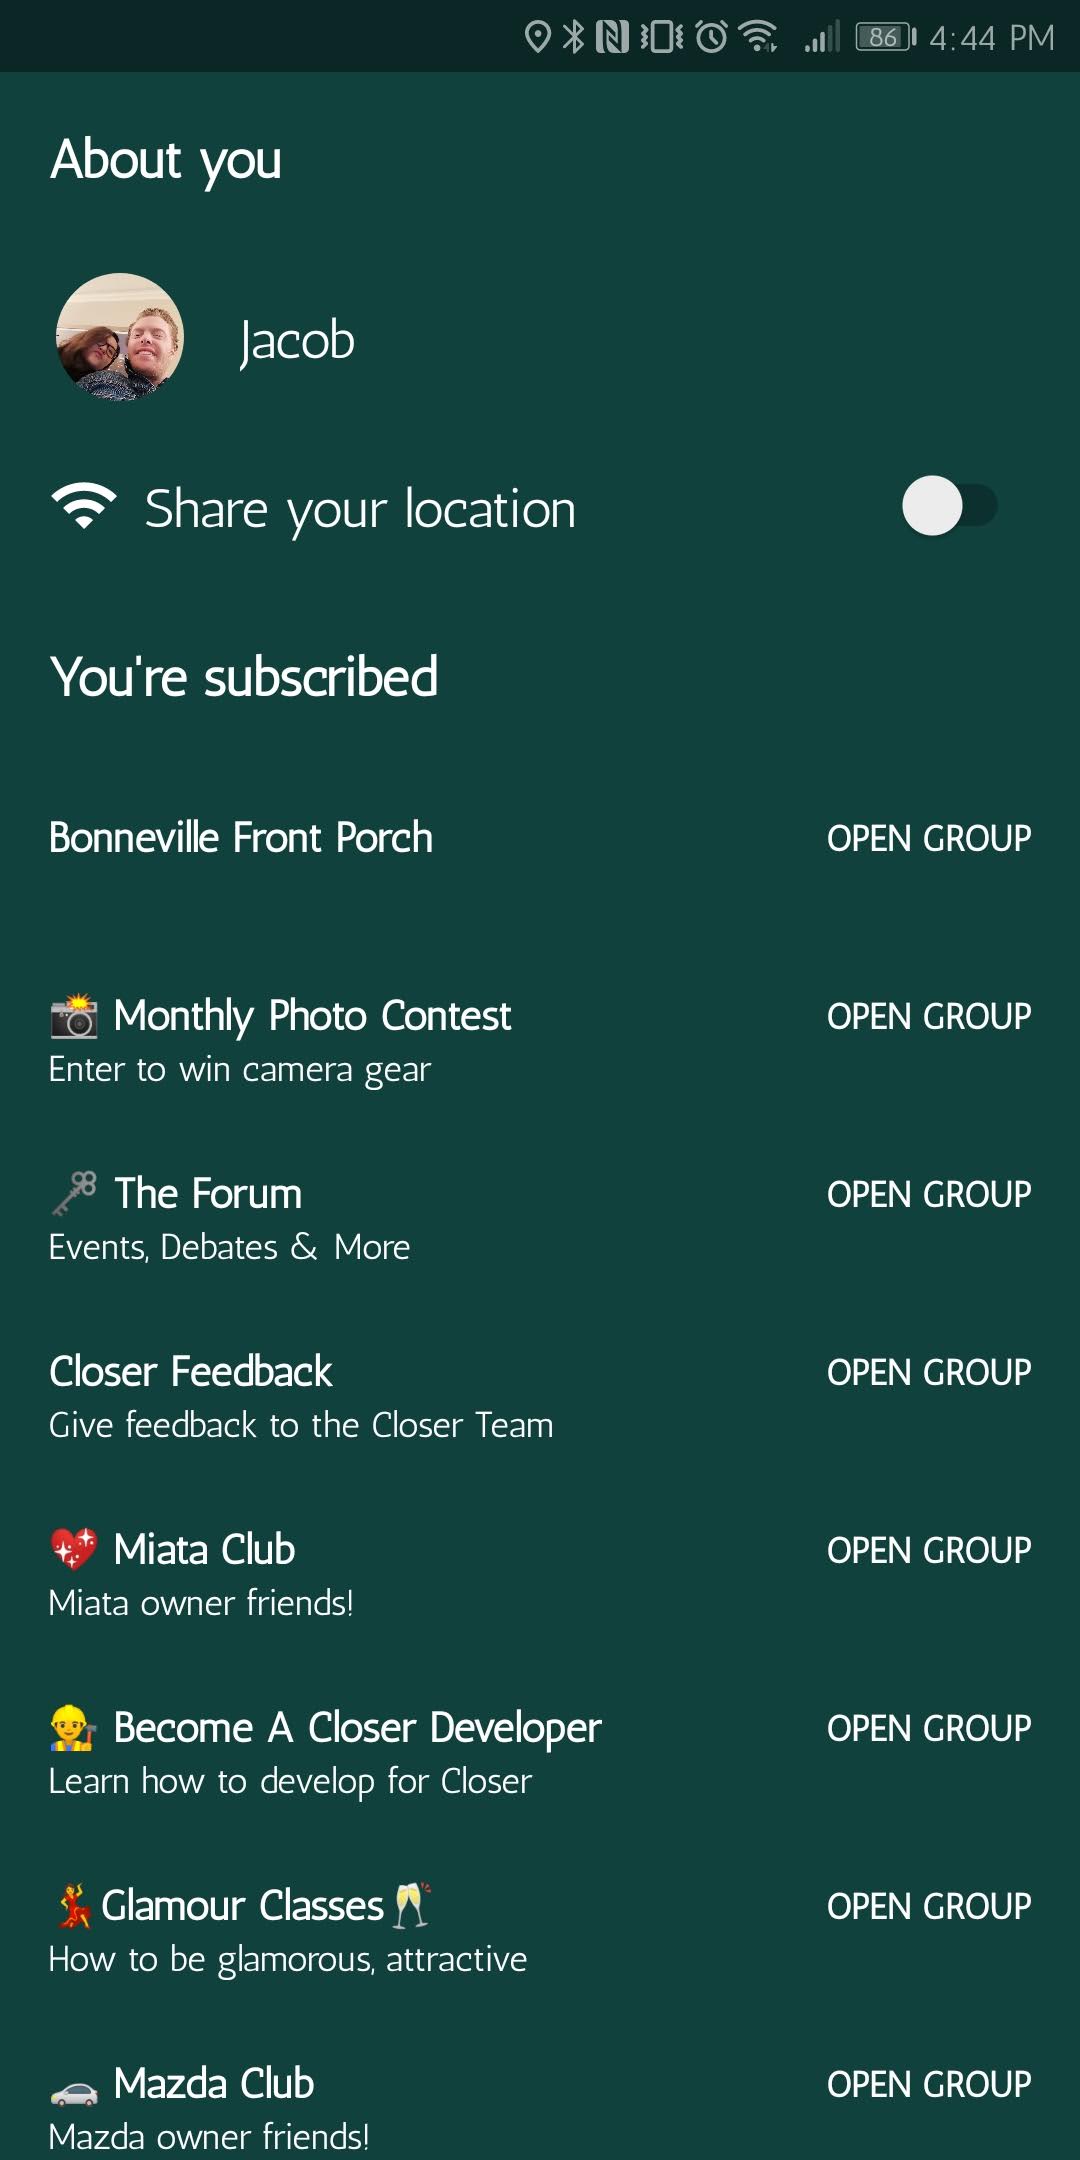 86 4:44 PM
About you
Jacob
Share your location
You're subscribed
Bonneville Front Porch OPEN GROUP
📸 Monthly Photo Contest OPEN GROUP
Enter to win camera gear
🗝 The Forum OPEN GROUP
Events, Debates & More
Closer Feedback OPEN GROUP
Give feedback to the Closer Team
💖 Miata Club OPEN GROUP
Miata owner friends!
👷 Become A Closer Developer OPEN GROUP
Learn how to develop for Closer
💃Glamour Classes🥂 OPEN GROUP
How to be glamorous, attractive
🚗 Mazda Club OPEN GROUP
Mazda owner friends!